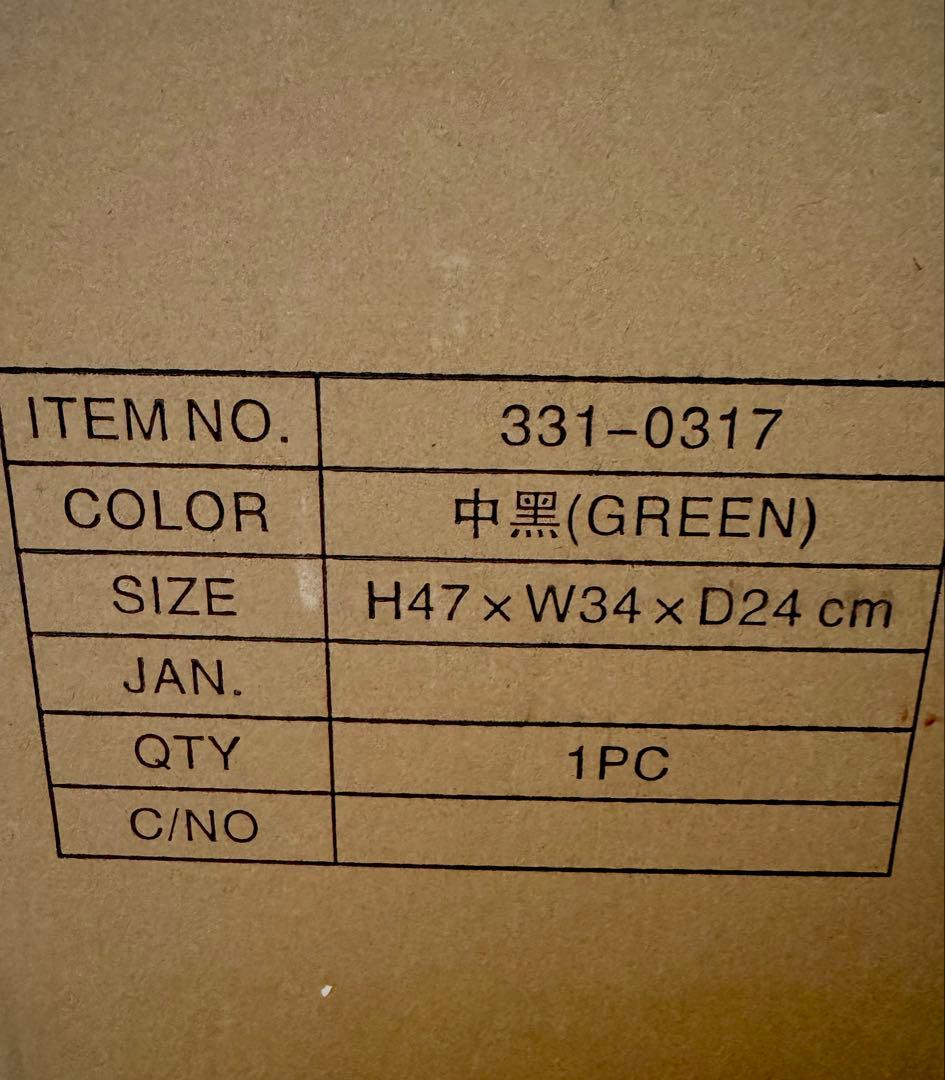 ITEM NO. 331-0317
COLOR 中黑(GREEN)
SIZE H47 x W34 x D24 cm
JAN.
QTY 1PC
C/NO